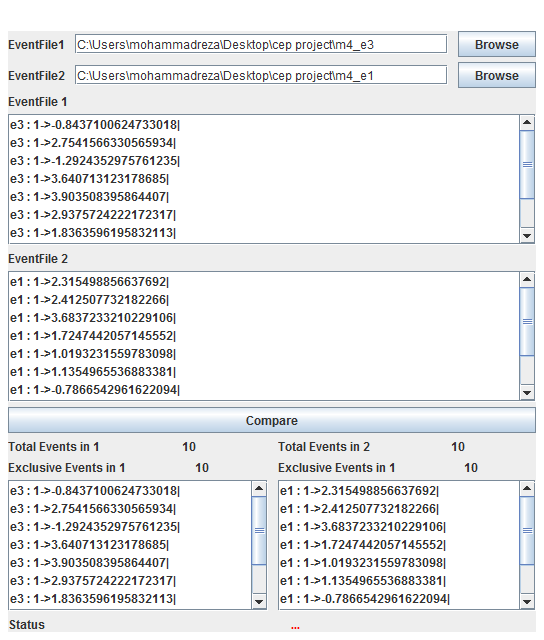 EventFile1 C:\Users\mohammadreza\Desktop\cep project\m4_e3 Browse
EventFile2 C:\Users\mohammadreza\Desktop\cep project\m4_e1 Browse
EventFile 1
e3 : 1->-0.8437100624733018|
e3 : 1->2.7541566330565934|
e3 : 1->-1.2924352975761235|
e3 : 1->3.640713123178685|
e3 : 1->3.903508395864407|
e3 : 1->2.9375724222172317|
e3 : 1->1.8363596195832113|
EventFile 2
e1 : 1->2.315498856637692|
e1 : 1->2.412507732182266|
e1 : 1->3.6837233210229106|
e1 : 1->1.7247442057145552|
e1 : 1->1.0193231559783098|
e1 : 1->1.1354965536883381|
e1 : 1->-0.7866542961622094|
Compare
Total Events in 1 10 Total Events in 2 10
Exclusive Events in 1 10 Exclusive Events in 1 10
e3 : 1->-0.8437100624733018| e1 : 1->2.315498856637692|
e3 : 1->2.7541566330565934| e1 : 1->2.412507732182266|
e3 : 1->-1.2924352975761235| e1 : 1->3.6837233210229106|
e3 : 1->3.640713123178685| e1 : 1->1.7247442057145552|
e3 : 1->3.903508395864407| e1 : 1->1.0193231559783098|
e3 : 1->2.9375724222172317| e1 : 1->1.1354965536883381|
e3 : 1->1.8363596195832113| e1 : 1->-0.7866542961622094|
Status ...